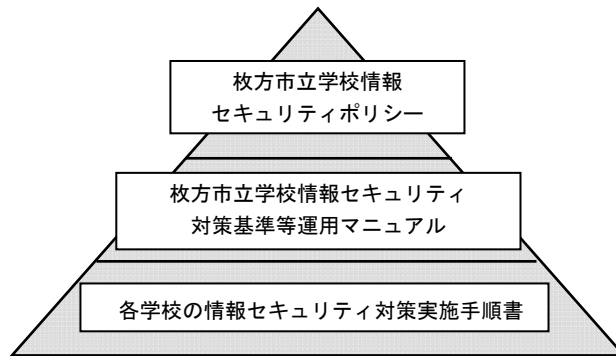 枚方市立学校情報
セキュリティポリシー
枚方市立学校情報セキュリティ
対策基準等運用マニュアル
各学校の情報セキュリティ対策実施手順書